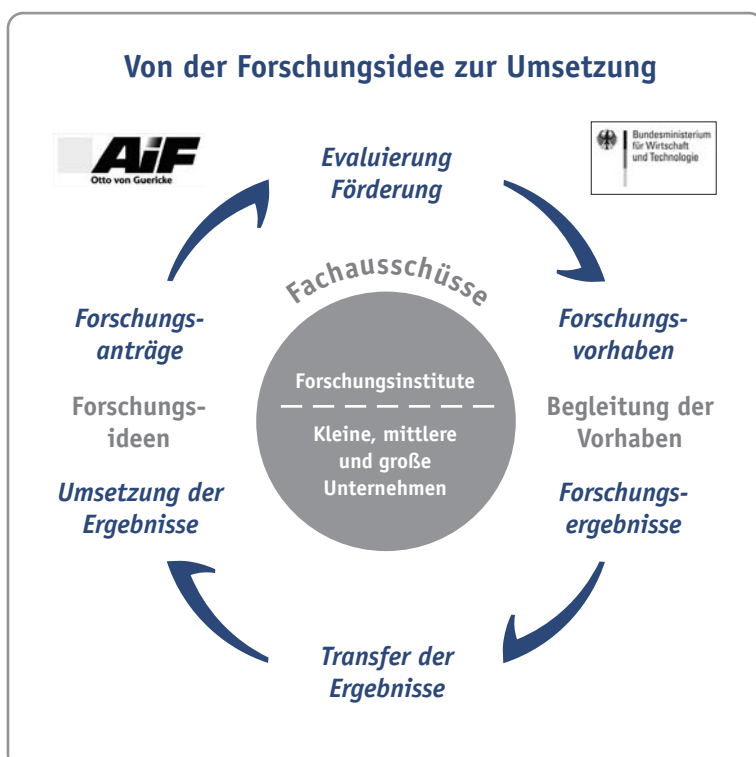 Von der Forschungsidee zur Umsetzung
AiF
Otto von Guericke
Bundesministerium
für Wirtschaft
und Technologie
Evaluierung
Förderung
Fachausschüsse
Forschungs-
anträge
Forschungs-
vorhaben
Forschungsinstitute
Kleine, mittlere
und große
Unternehmen
Forschungs-
ideen
Begleitung der
Vorhaben
Umsetzung der
Ergebnisse
Forschungs-
ergebnisse
Transfer der
Ergebnisse